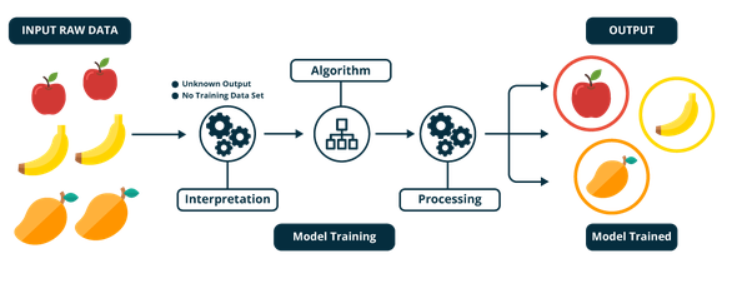 INPUT RAW DATA
OUTPUT
Algorithm
Unknown Output
No Training Data Set
Interpretation
Processing
Model Training
Model Trained